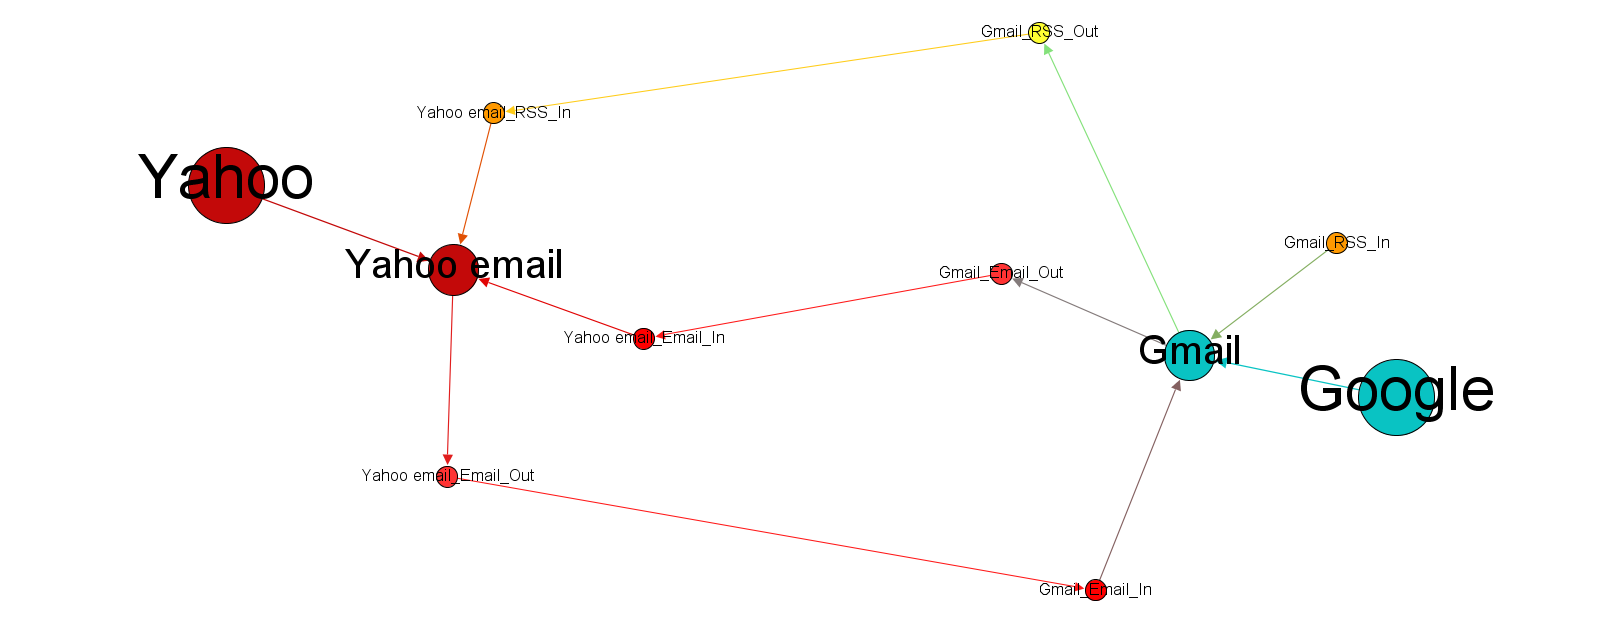 Gmail_RSS_Out
Yahoo email_RSS_In
Yahoo
Gmail_RSS_In
Yahoo email
Gmail_Email_Out
Yahoo email_Email_In
Gmail
Google
Yahoo email_Email_Out
Gmail_Email_In